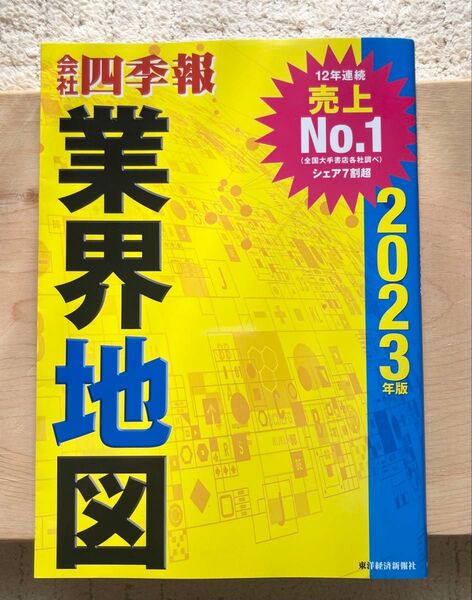 会社四季報
業界地図
12年連続
売上
No.1
(全国大手書店各社調べ)
シェア7割超
2023年版
東洋経済新報社